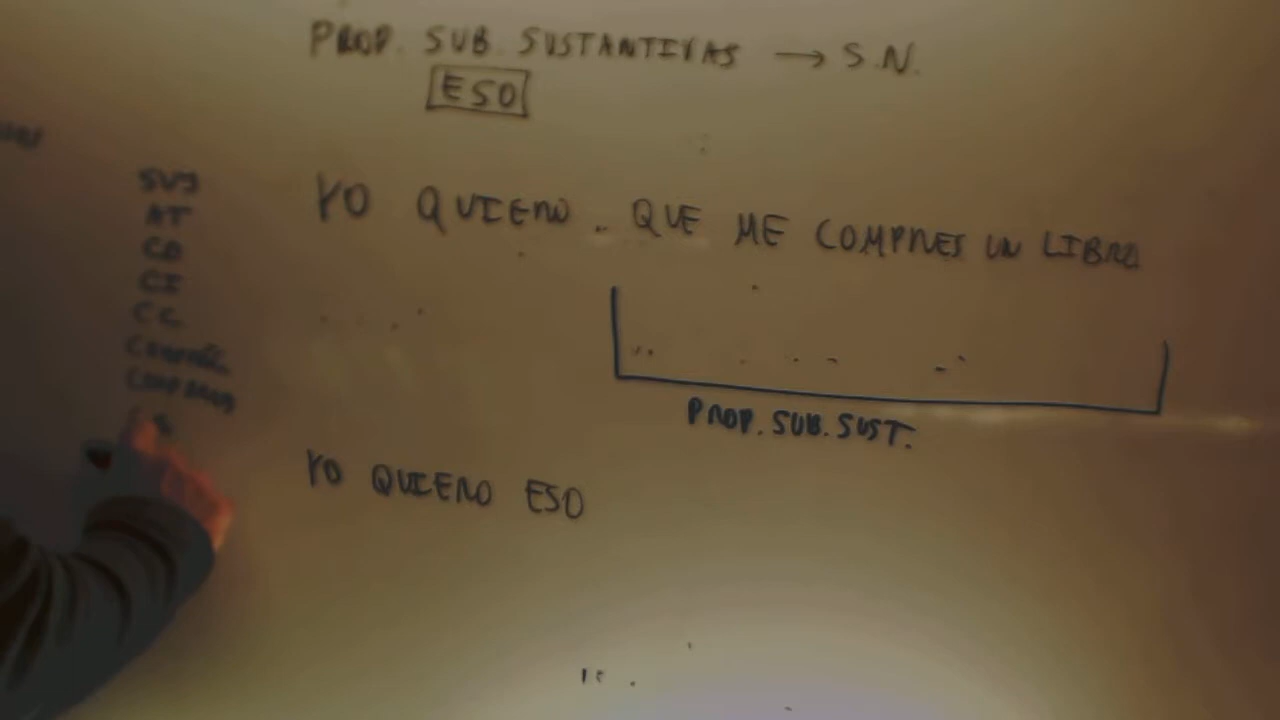 PROP. SUB. SUSTANTIVAS → S.N.
ESO
SUJ
AT
CD
CI
CC
YO QUIERO QUE ME COMPRES UN LIBRO
PROP. SUB. SUST.
YO QUIERO ESO